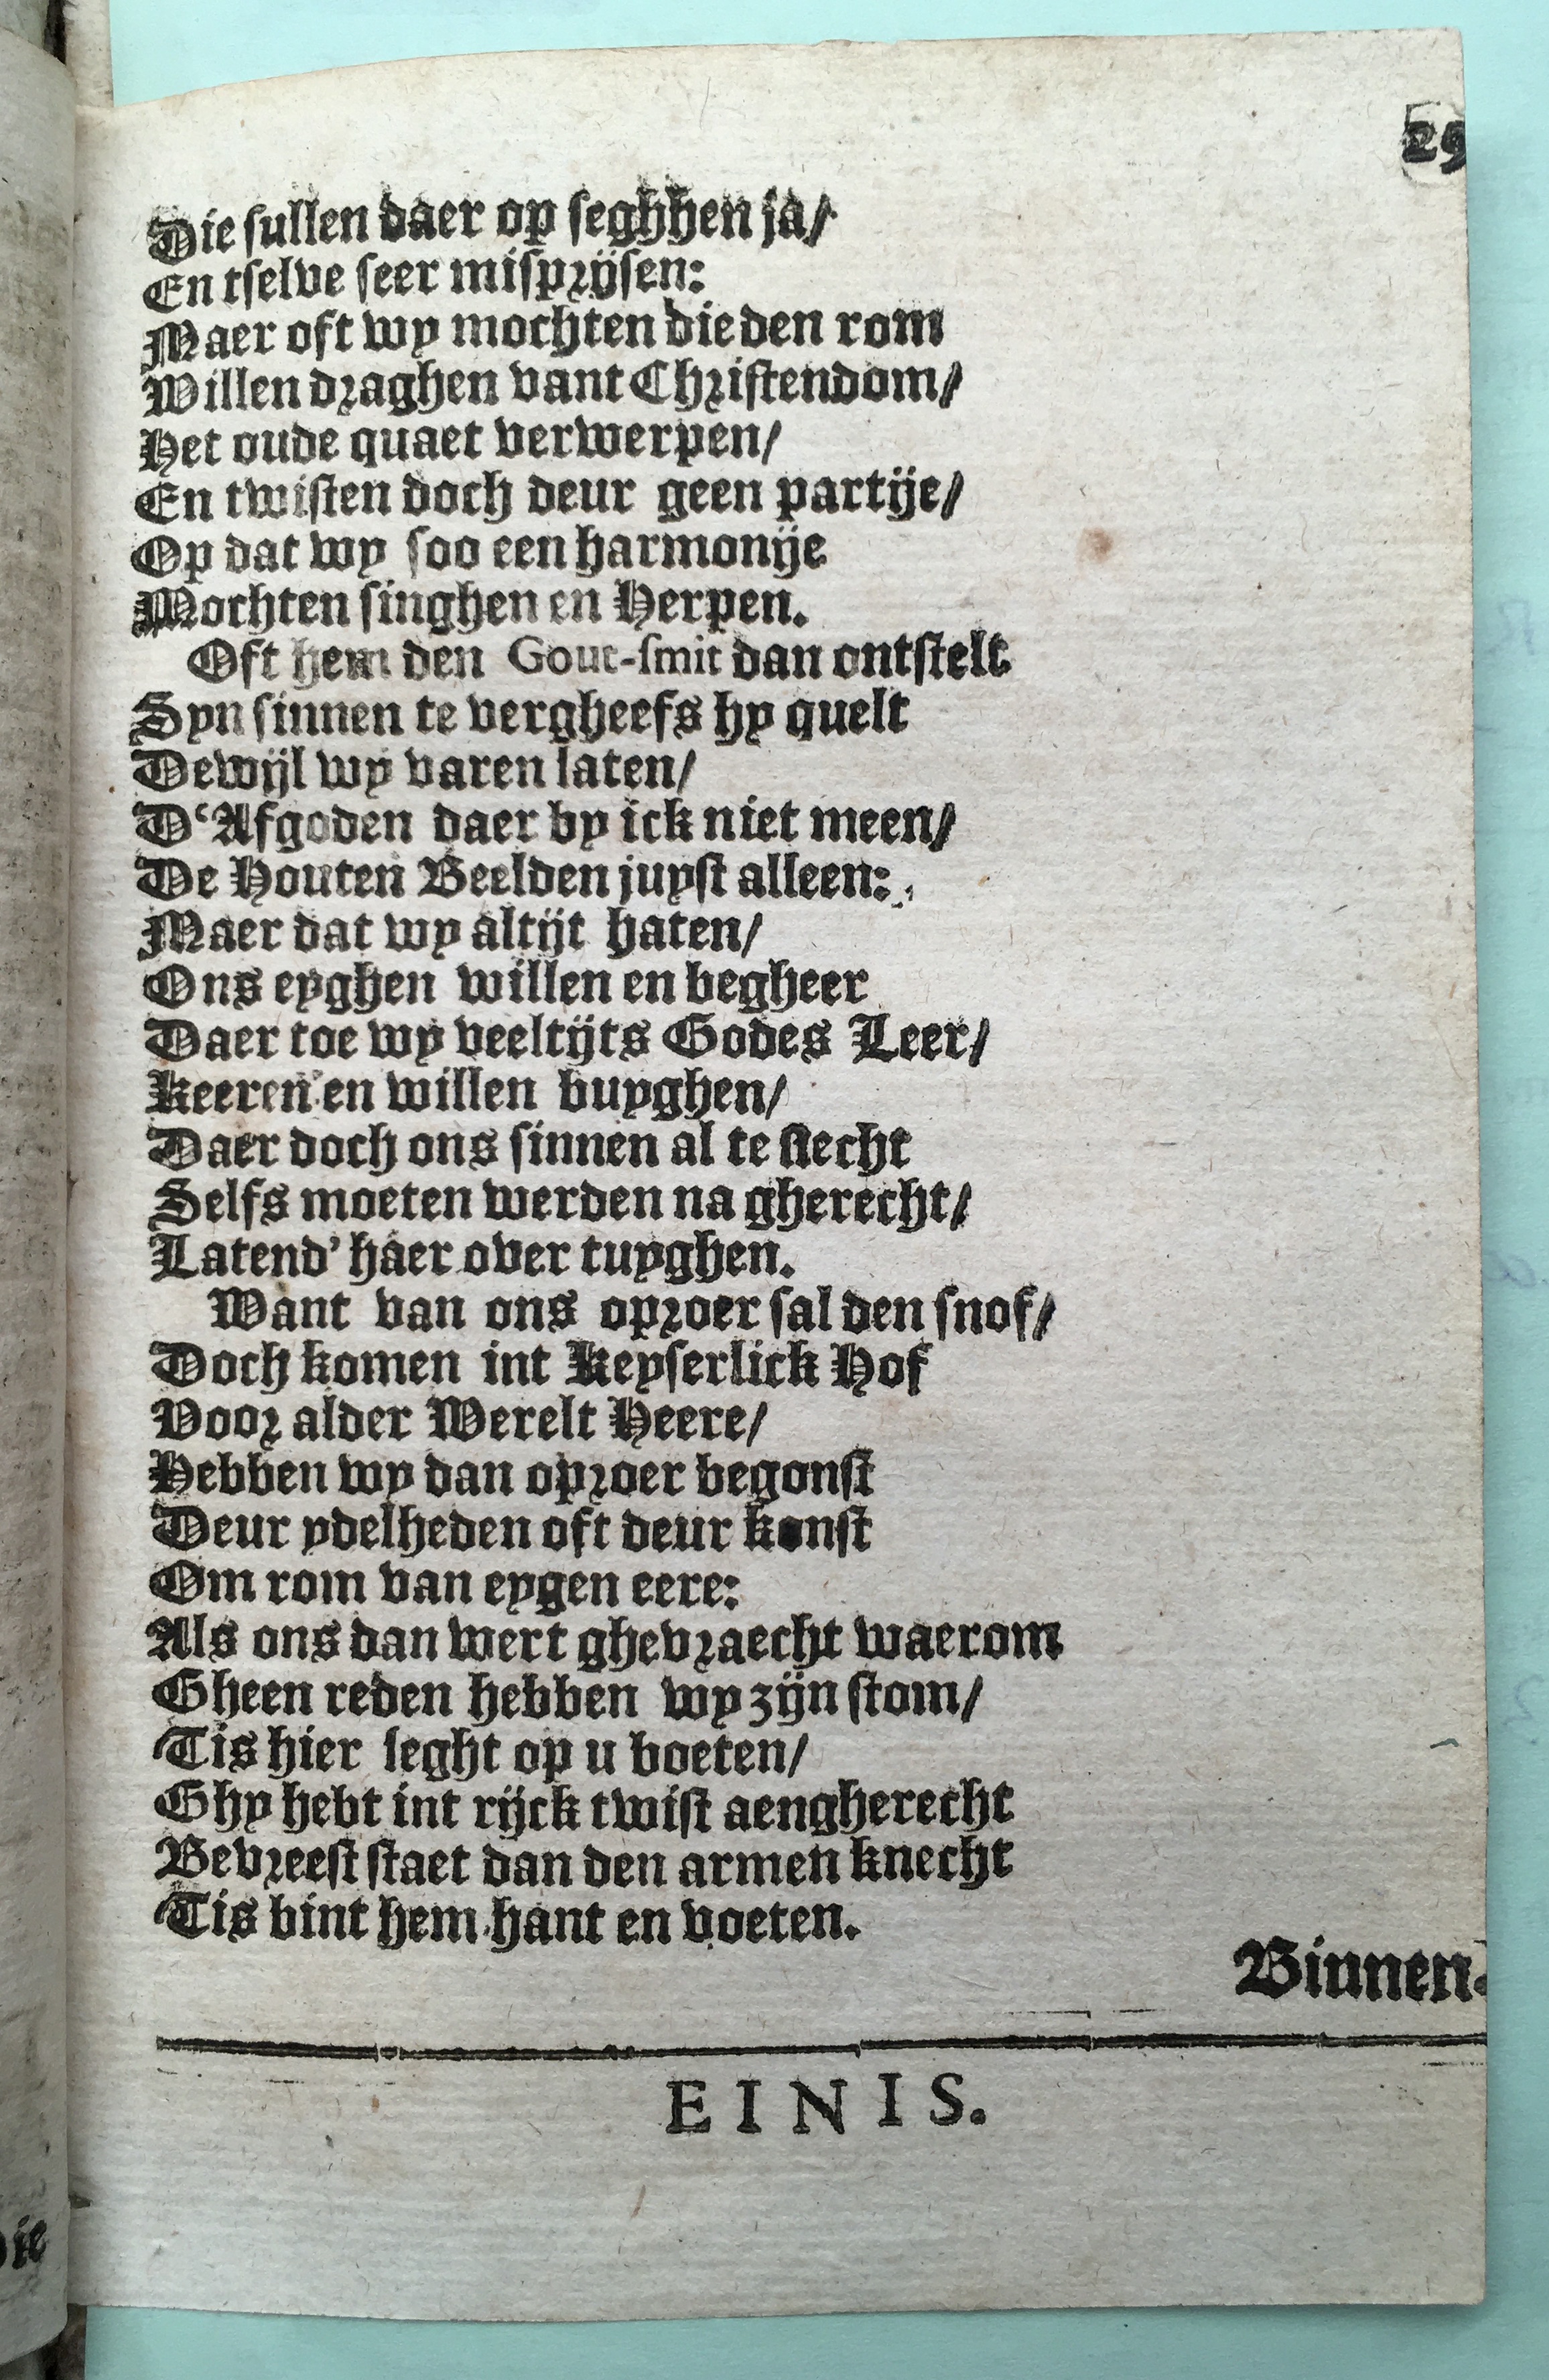 29
Die sullen daer op segħhen ja/
En tselve seer misprijsen:
Maer oft wy mochten die den rom
Willen draghen vant Christendom/
Het oude quaet verwerpen/
En twisten doch deur geen partije/
Op dat wy soo een harmonije
Mochten singhen en Herpen.
Oft hem den Gout-smit dan ontstelt
Syn sinnen te vergheefs hy quelt
Dewijl wy varen laten/
D‘Afgoden daer by ick niet meen/
De Houten Beelden juyst alleen:
Maer dat wy altijt haten/
Ons eyghen willen en begheer
Daer toe wy veeltijts Godes Leer/
Keeren en willen buyghen/
Daer doch ons sinnen al te slecht
Selfs moeten werden na gherecht/
Latend’ haer over tuyghen.
Want van ons oproer sal den snof/
Doch komen int Keyserlick Hof
Voor alder Werelt Heere/
Hebben wy dan oproer begonst
Deur ydelheden oft deur konst
Om rom van eygen eere:
Als ons dan wert ghevraecht waerom
Gheen reden hebben wy zijn stom/
Tis hier leght op u boeten/
Ghy hebt int rijck twist aengherecht
Bevreest staet dan den armen knecht
Tis bint hem hant en voeten.
Binnen.
EINIS.